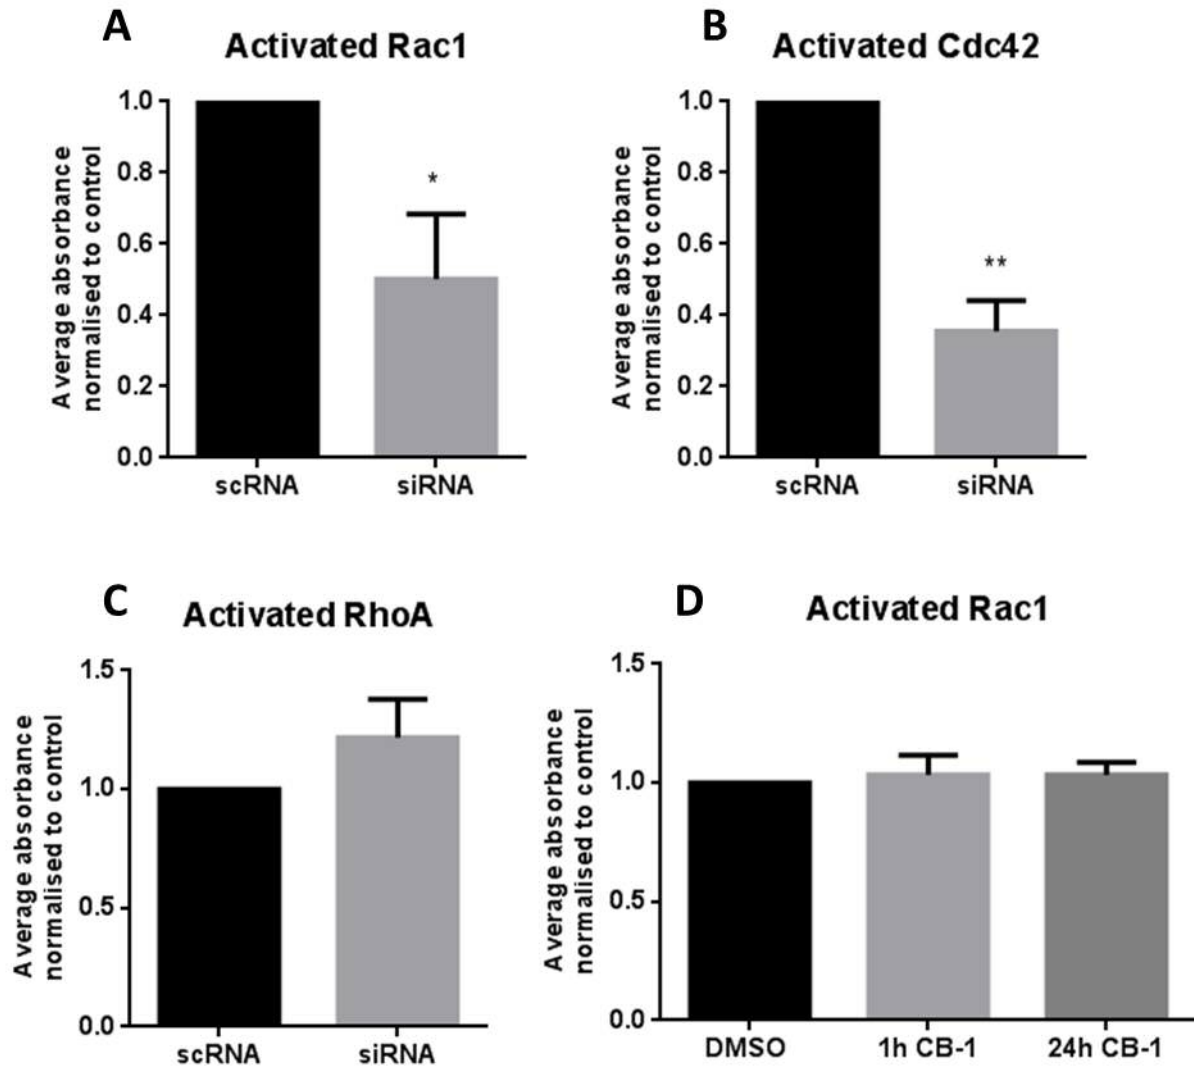 A
Activated Rac1
Average absorbance
normalised to control
1.0
0.8
0.6
0.4
0.2
0.0
*
scRNA
siRNA
B
Activated Cdc42
Average absorbance
normalised to control
1.0
0.8
0.6
0.4
0.2
0.0
**
scRNA
siRNA
C
Activated RhoA
Average absorbance
normalised to control
1.5
1.0
0.5
0.0
scRNA
siRNA
D
Activated Rac1
Average absorbance
normalised to control
1.5
1.0
0.5
0.0
DMSO
1h CB-1
24h CB-1